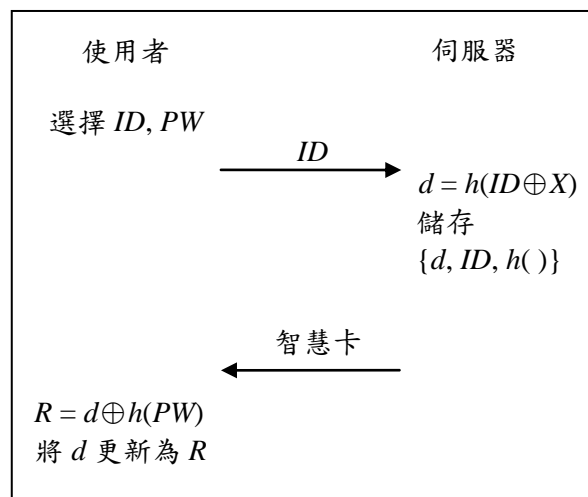 使用者
伺服器
選擇 ID, PW
ID
d = h(ID⊕X)
儲存
{d, ID, h( )}
智慧卡
R = d⊕h(PW)
將 d 更新為 R